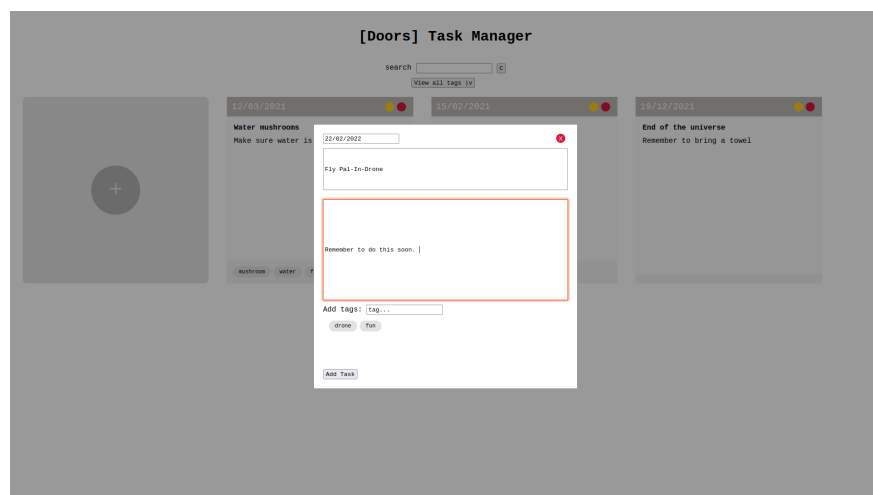 [Doors] Task Manager
search
C
View all tags |v
+
12/03/2021
15/02/2021
19/12/2021
Water mushrooms
Make sure water is
End of the universe
Remember to bring a towel
mushroom water f
22/02/2022
X
Fly Pal-In-Drone
Remember to do this soon.
Add tags: tag...
drone fun
Add Task